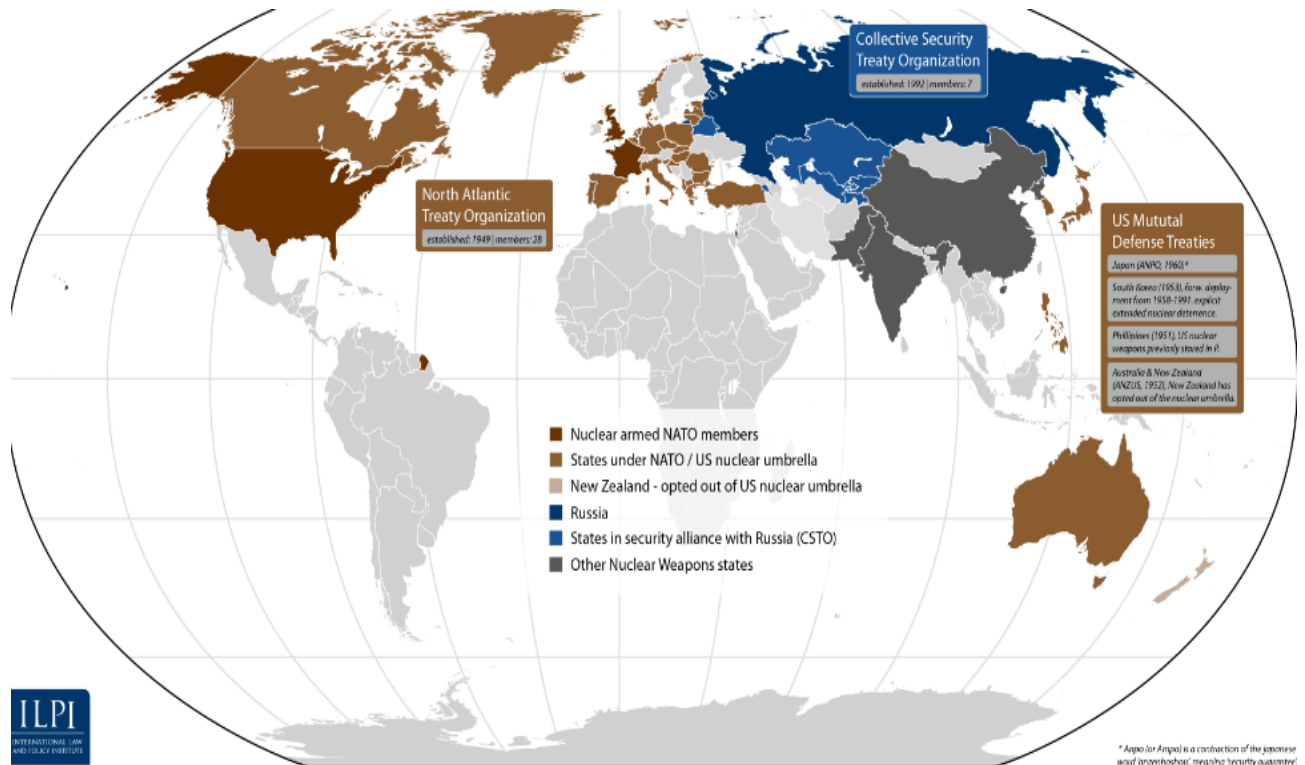 Collective Security
Treaty Organization
established: 1992 | members: 7
North Atlantic
Treaty Organization
established: 1949 | members: 28
US Mututal
Defense Treaties
Japan (ANPO, 1960)*
South Korea (1953), forw. deploy-
ment from 1958-1991. explicit
extended nuclear deterrence.
Phillipines (1951), US nuclear
weapons previosly stored in P.
Australia & New Zealand
(ANZUS, 1952), New Zealand has
opted out of the nuclear umbrella.
Nuclear armed NATO members
States under NATO / US nuclear umbrella
New Zealand - opted out of US nuclear umbrella
Russia
States in security alliance with Russia (CSTO)
Other Nuclear Weapons states
ILPI
INTERNATIONAL LAW
AND POLICY INSTITUTE
* Anpo (or Ampo) is a contraction of the japanese
word meaning 'security guarantee'